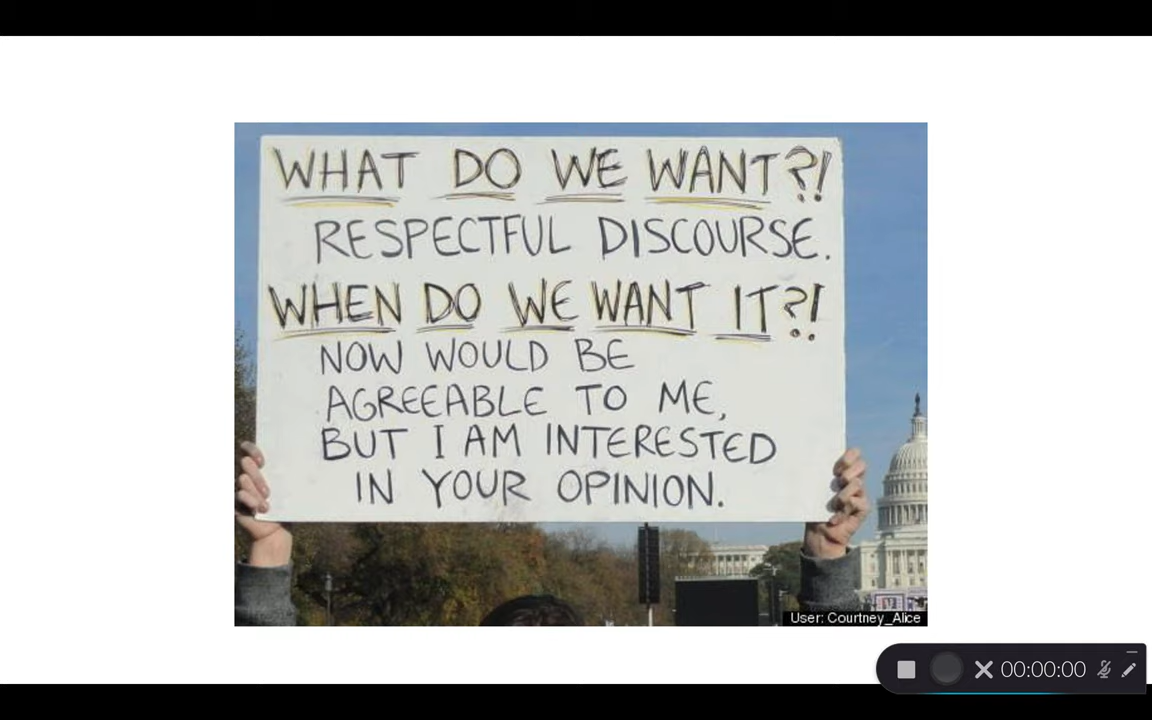 WHAT DO WE WANT?!
RESPECTFUL DISCOURSE.
WHEN DO WE WANT IT?!
NOW WOULD BE
AGREEABLE TO ME,
BUT I AM INTERESTED
IN YOUR OPINION.
User: Courtney_Alice
00:00:00